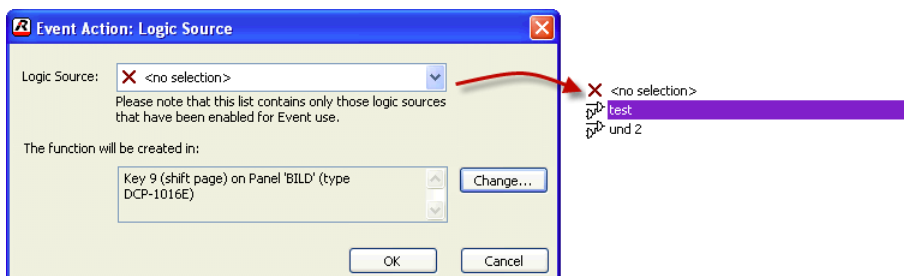 Event Action: Logic Source
Logic Source:
<no selection>
Please note that this list contains only those logic sources
that have been enabled for Event use.
The function will be created in:
Key 9 (shift page) on Panel 'BILD' (type
DCP-1016E)
Change...
OK
Cancel
<no selection>
test
und 2